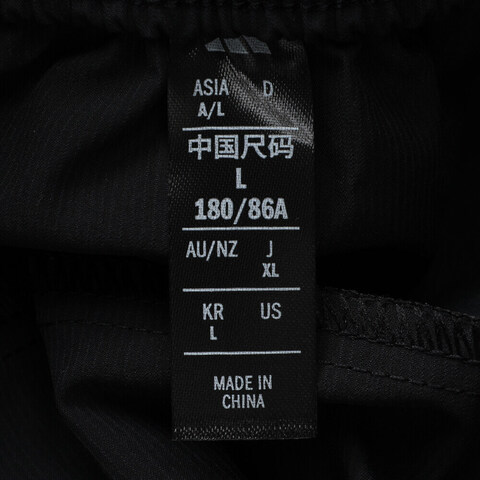 ASIA D
A/L
中国尺码
L
180/86A
AU/NZ J
XL
KR US
L
MADE IN
CHINA